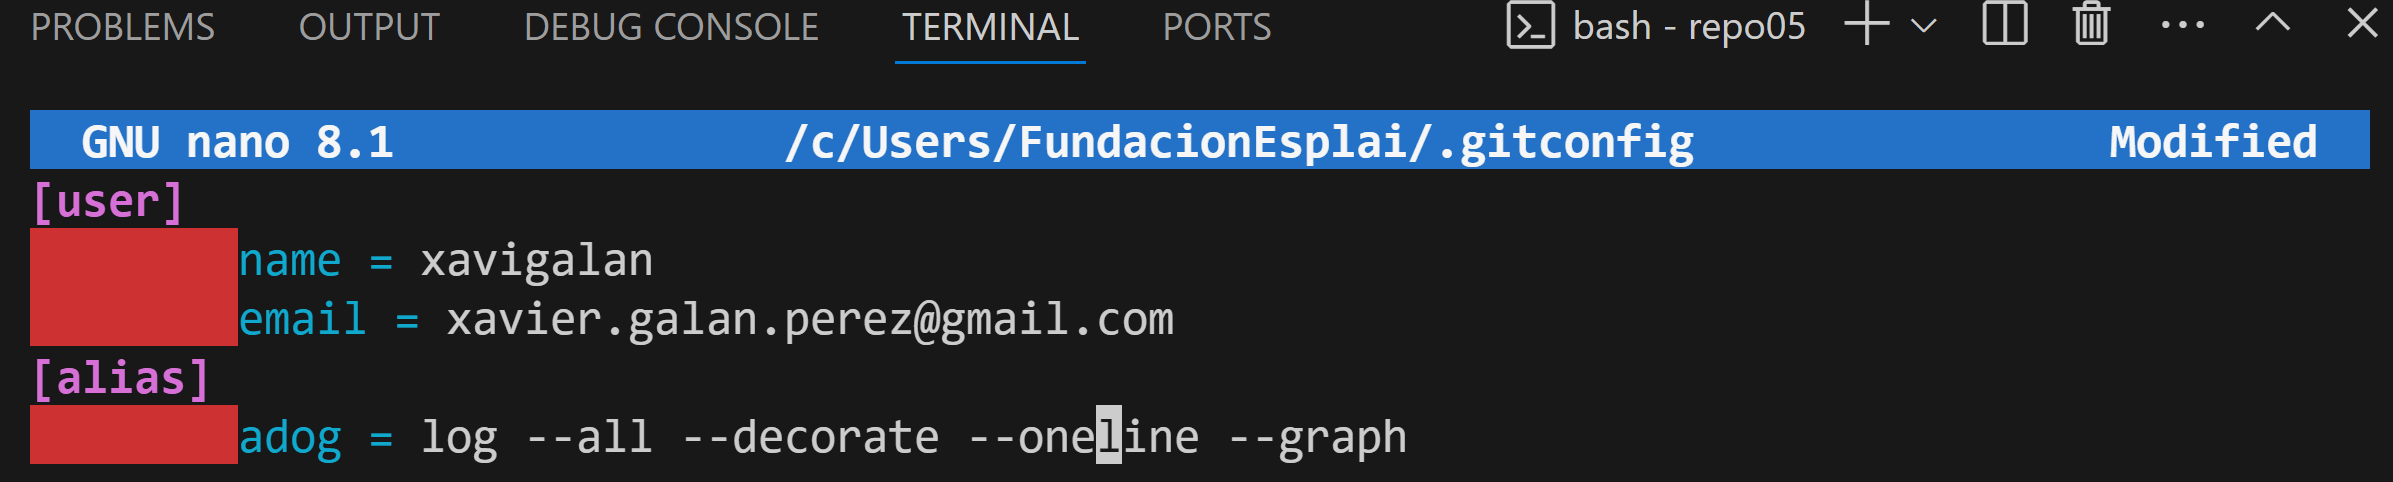 PROBLEMS OUTPUT DEBUG CONSOLE TERMINAL PORTS bash - repo05
GNU nano 8.1 /c/Users/FundacionEsplai/.gitconfig Modified
[user]
name = xavigalan
email = xavier.galan.perez@gmail.com
[alias]
adog = log --all --decorate --oneline --graph